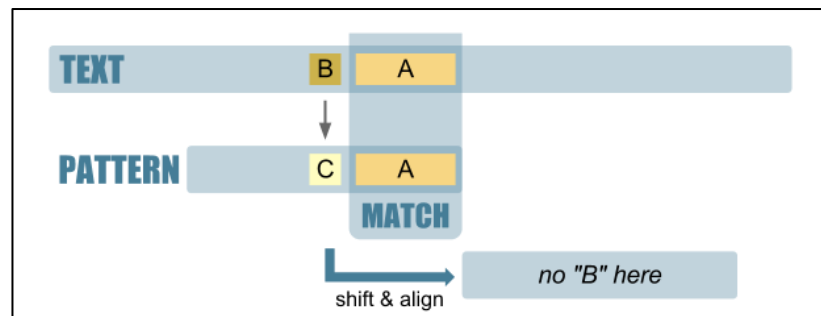 TEXT B A
PATTERN C A
MATCH
no "B" here
shift & align